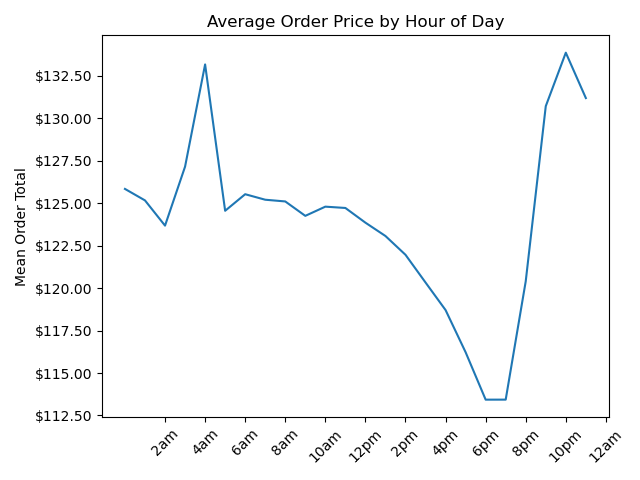 Average Order Price by Hour of Day
Mean Order Total
$132.50
$130.00
$127.50
$125.00
$122.50
$120.00
$117.50
$115.00
$112.50
2am
4am
6am
8am
10am
12pm
2pm
4pm
6pm
8pm
10pm
12am